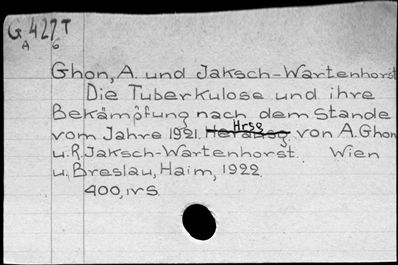 G 427 T
A 6
Ghon, A. und Jaksch-Wartenhorst
Die Tuberkulose und ihre
Bekämpfung nach dem Stande
vom Jahre 1921. Hrsg von A. Ghon
u. R. Jaksch-Wartenhorst. Wien
u. Breslau, Haim, 1922.
400, IV S.